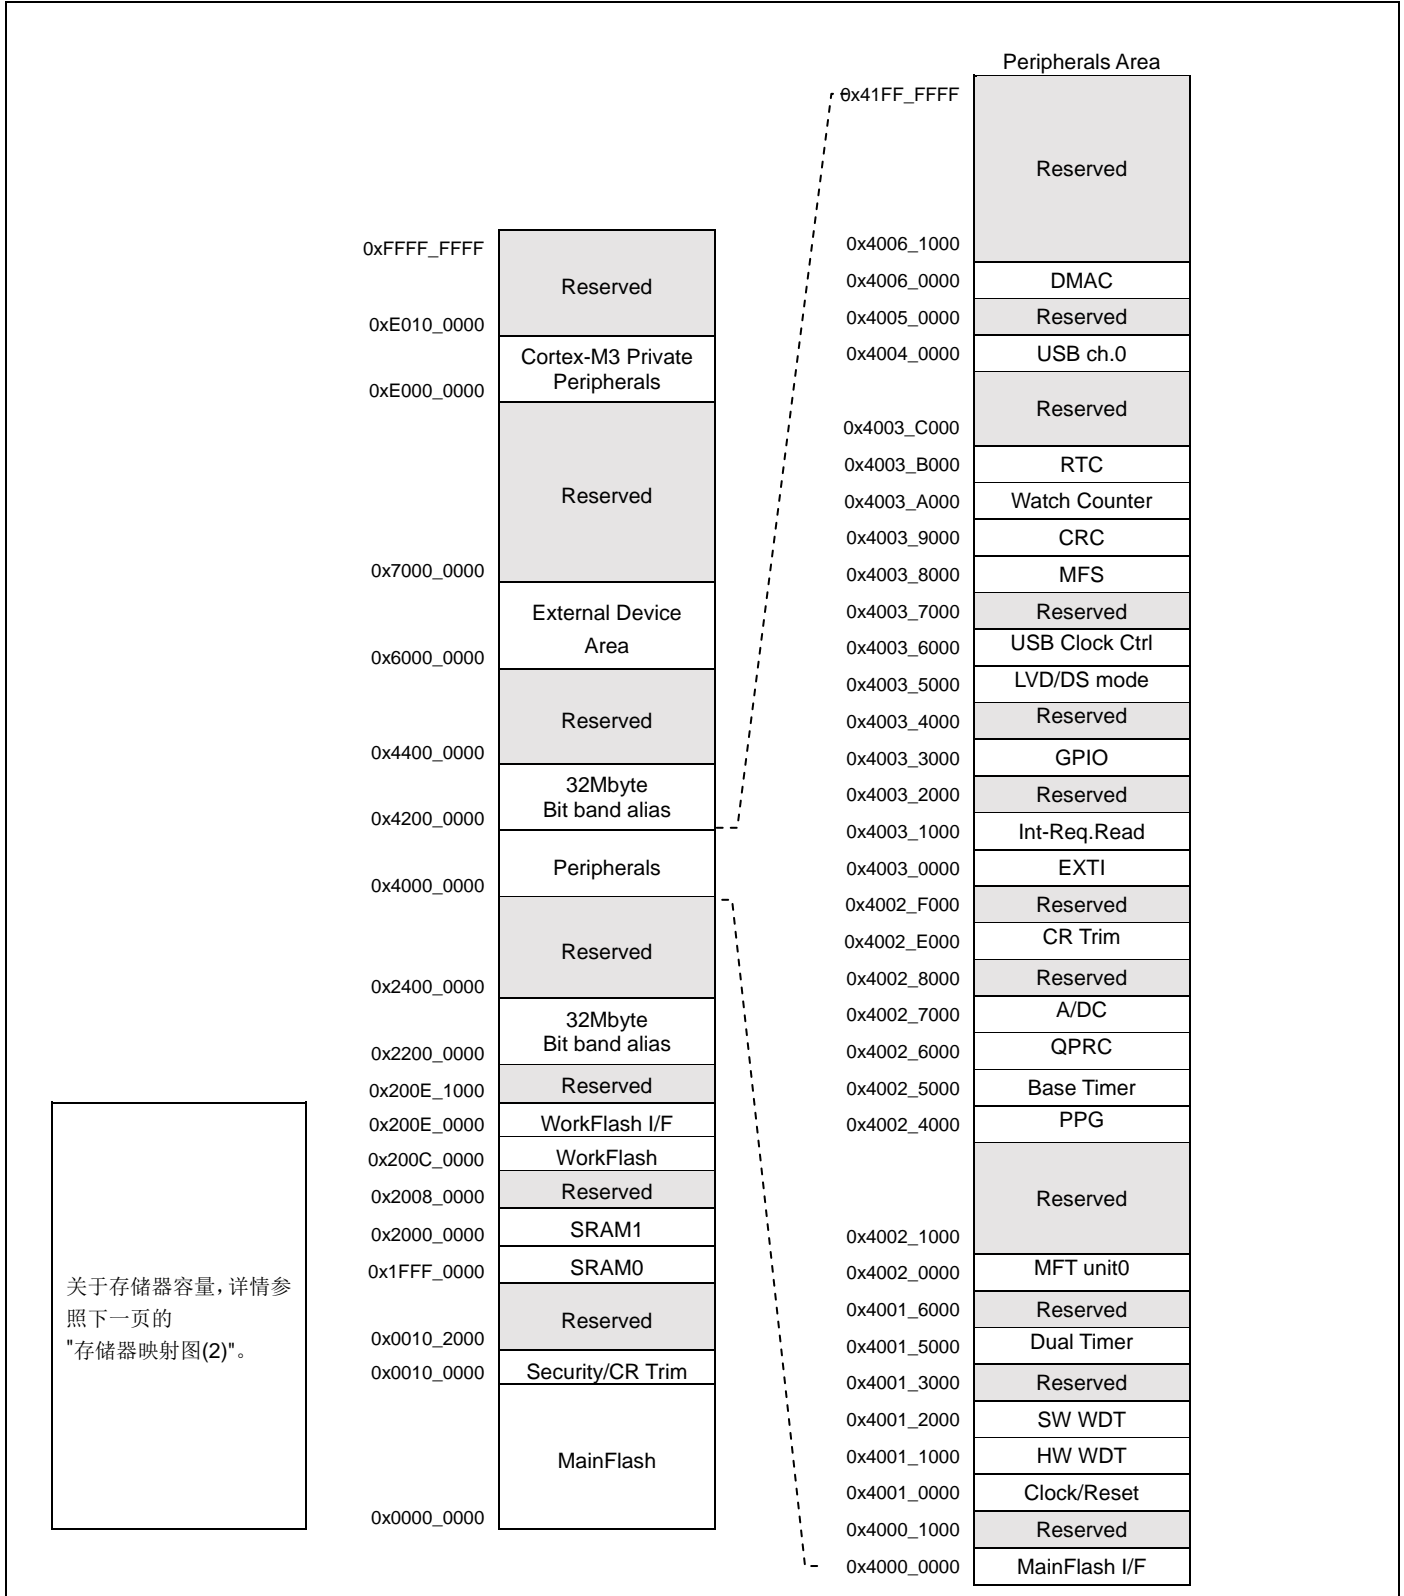 Peripherals Area
0x41FF_FFFF
Reserved
0x4006_1000
0x4006_0000 DMAC
0x4005_0000 Reserved
0x4004_0000 USB ch.0
Reserved
0x4003_C000
0x4003_B000 RTC
0x4003_A000 Watch Counter
0x4003_9000 CRC
0x4003_8000 MFS
0x4003_7000 Reserved
0x4003_6000 USB Clock Ctrl
0x4003_5000 LVD/DS mode
0x4003_4000 Reserved
0x4003_3000 GPIO
0x4003_2000 Reserved
0x4003_1000 Int-Req.Read
0x4003_0000 EXTI
0x4002_F000 Reserved
0x4002_E000 CR Trim
0x4002_8000 Reserved
0x4002_7000 A/DC
0x4002_6000 QPRC
0x4002_5000 Base Timer
0x4002_4000 PPG
Reserved
0x4002_1000
0x4002_0000 MFT unit0
0x4001_6000 Reserved
0x4001_5000 Dual Timer
0x4001_3000 Reserved
0x4001_2000 SW WDT
0x4001_1000 HW WDT
0x4001_0000 Clock/Reset
0x4000_1000 Reserved
0x4000_0000 MainFlash I/F
0xFFFF_FFFF
Reserved
0xE010_0000
Cortex-M3 Private
Peripherals
0xE000_0000
Reserved
0x7000_0000
External Device
Area
0x6000_0000
Reserved
0x4400_0000
32Mbyte
Bit band alias
0x4200_0000
Peripherals
0x4000_0000
Reserved
0x2400_0000
32Mbyte
Bit band alias
0x2200_0000
0x200E_1000 Reserved
0x200E_0000 WorkFlash I/F
0x200C_0000 WorkFlash
0x2008_0000 Reserved
0x2000_0000 SRAM1
0x1FFF_0000 SRAM0
Reserved
0x0010_2000
0x0010_0000 Security/CR Trim
MainFlash
0x0000_0000
关于存储器容量，详情参
照下一页的
"存储器映射图(2)"。